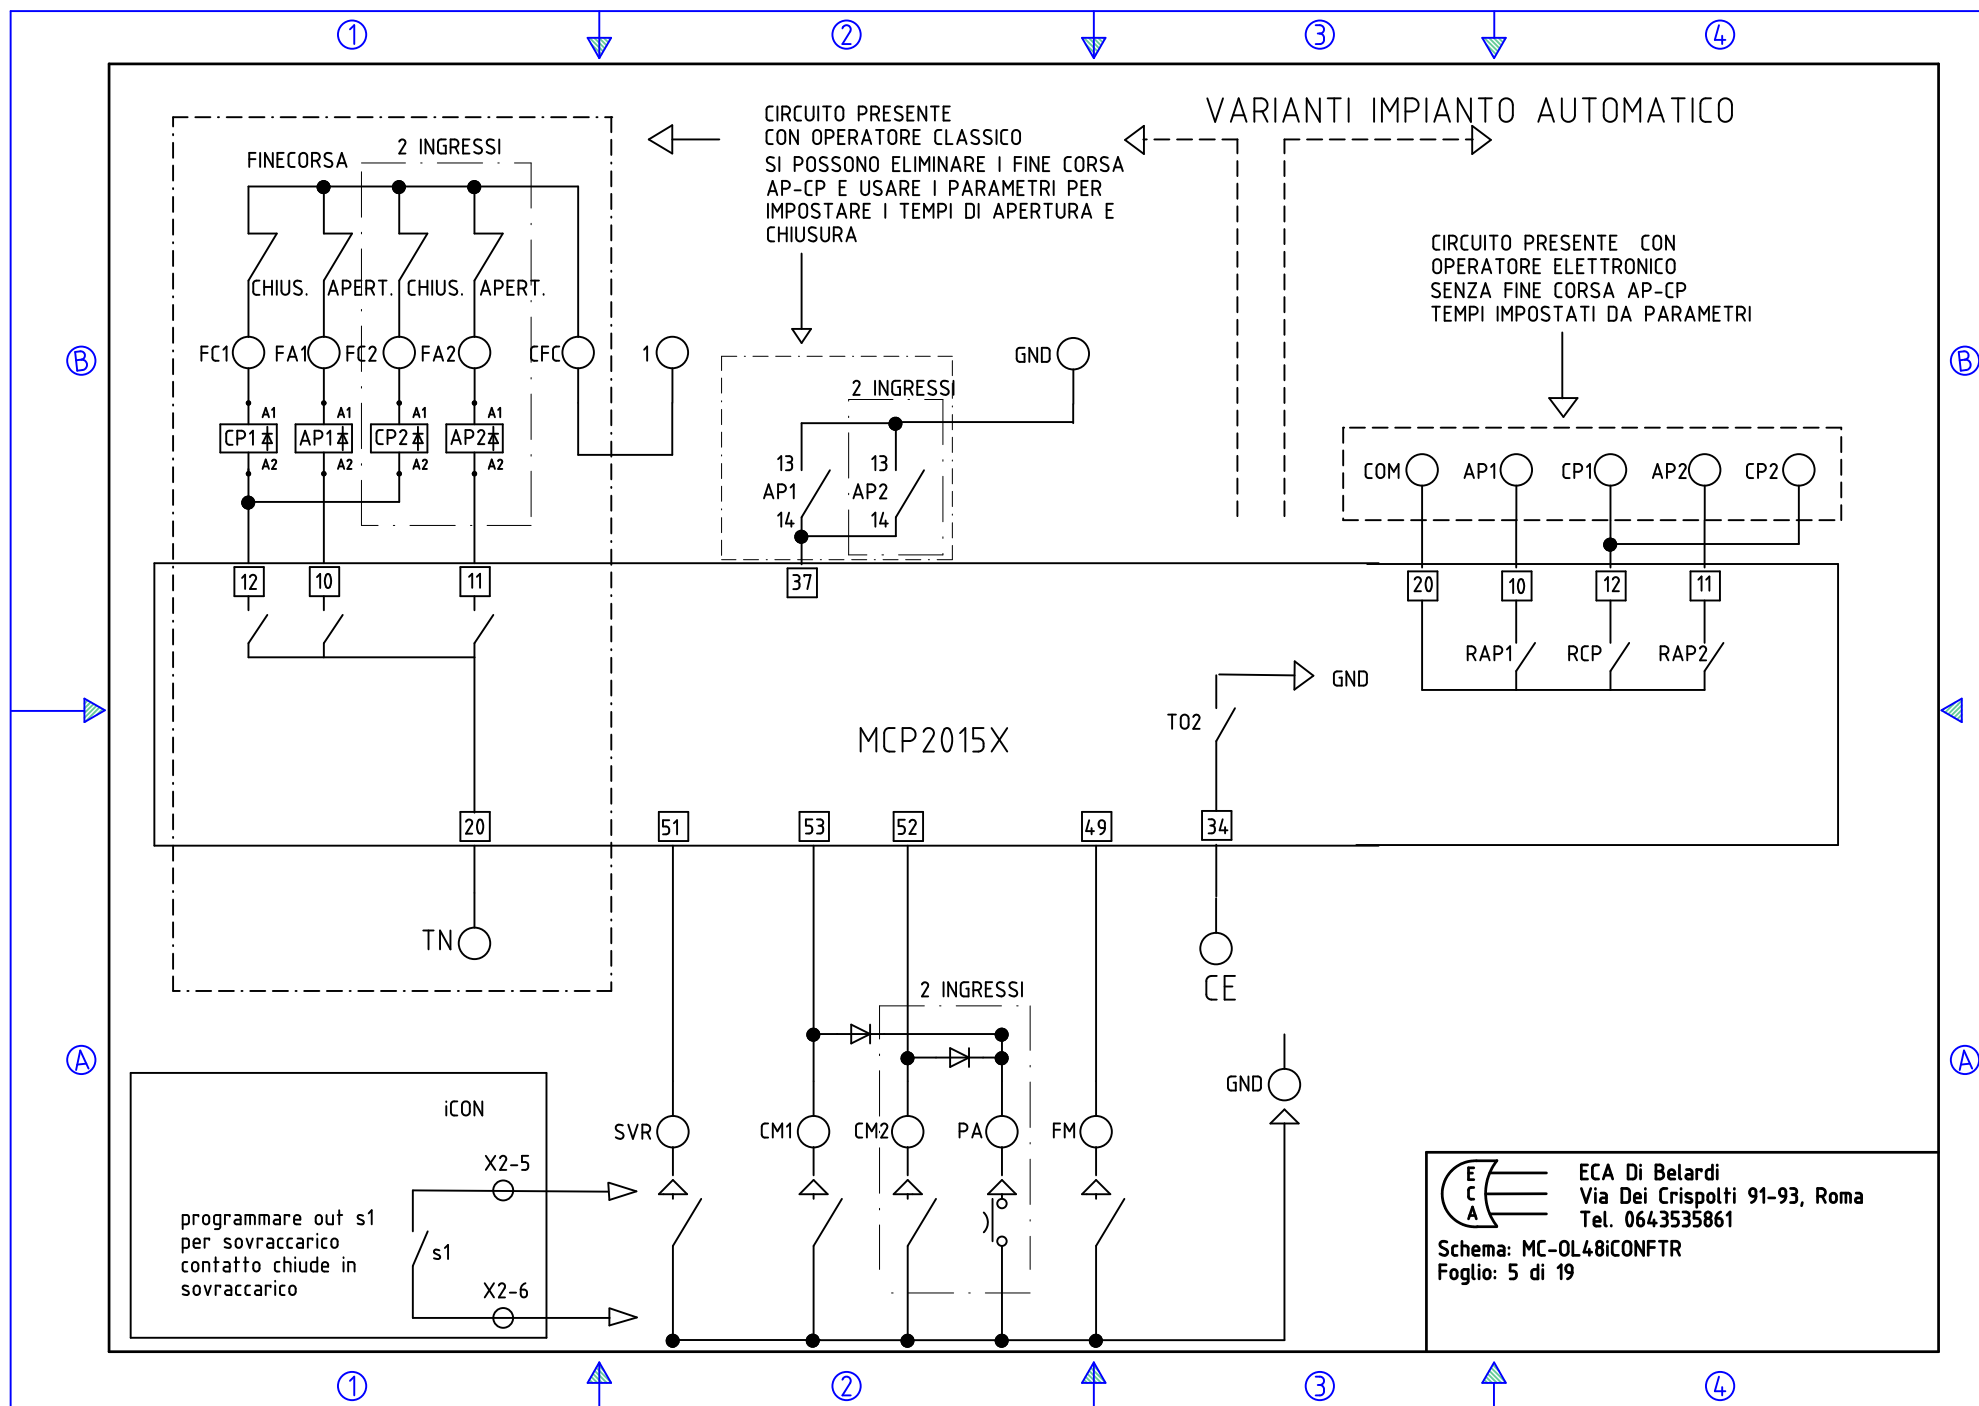 1
2
3
4
VARIANTI IMPIANTO AUTOMATICO
CIRCUITO PRESENTE
CON OPERATORE CLASSICO
SI POSSONO ELIMINARE I FINE CORSA
AP-CP E USARE I PARAMETRI PER
IMPOSTARE I TEMPI DI APERTURA E
CHIUSURA
FINECORSA
2 INGRESSI
CIRCUITO PRESENTE CON
OPERATORE ELETTRONICO
SENZA FINE CORSA AP-CP
TEMPI IMPOSTATI DA PARAMETRI
CHIUS. APERT. CHIUS. APERT.
B
FC1
FA1
FC2
FA2
CFC
1
GND
B
2 INGRESSI
A1
A1
A1
A1
CP1
AP1
CP2
AP2
A2
A2
A2
A2
13
13
AP1
AP2
14
14
COM
AP1
CP1
AP2
CP2
12
10
11
37
20
10
12
11
RAP1
RCP
RAP2
GND
TO2
MCP2015X
20
51
53
52
49
34
TN
CE
2 INGRESSI
A
A
GND
iCON
SVR
CM1
CM2
PA
FM
X2-5
programmare out s1
per sovraccarico
contatto chiude in
sovraccarico
s1
X2-6
E
C
A
ECA Di Belardi
Via Dei Crispolti 91-93, Roma
Tel. 0643535861
Schema: MC-OL48iCONFTR
Foglio: 5 di 19
1
2
3
4